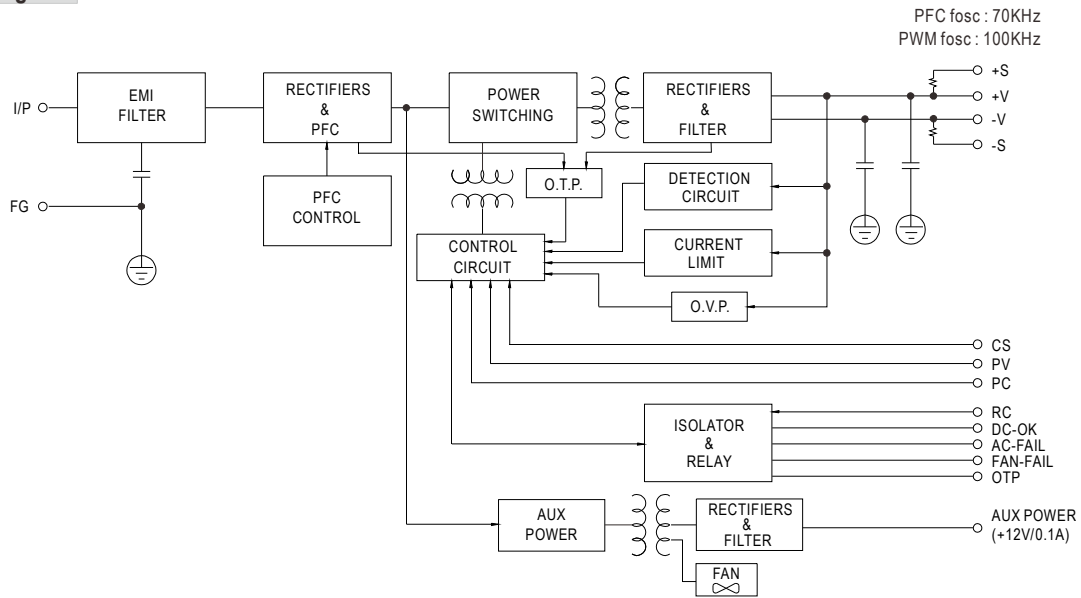 PFC fosc : 70KHz
PWM fosc : 100KHz
I/P
EMI
FILTER
RECTIFIERS
&
PFC
POWER
SWITCHING
RECTIFIERS
&
FILTER
+S
+V
-V
-S
FG
PFC
CONTROL
O.T.P.
DETECTION
CIRCUIT
CONTROL
CIRCUIT
CURRENT
LIMIT
O.V.P.
CS
PV
PC
ISOLATOR
&
RELAY
RC
DC-OK
AC-FAIL
FAN-FAIL
OTP
AUX
POWER
RECTIFIERS
&
FILTER
AUX POWER
(+12V/0.1A)
FAN